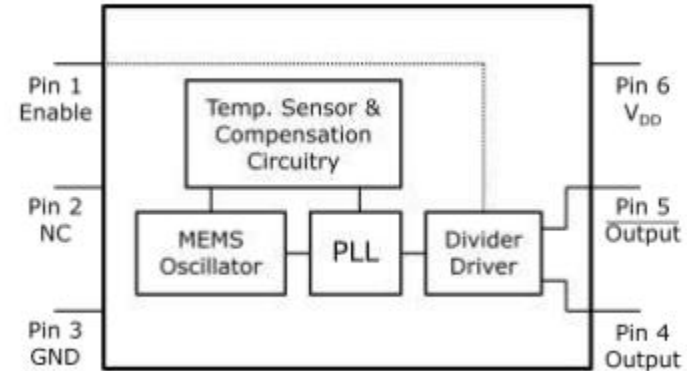 Pin 1
Enable
Pin 2
NC
Pin 3
GND
Temp. Sensor &
Compensation
Circuitry
MEMS
Oscillator
PLL
Divider
Driver
Pin 6
VDD
Pin 5
Output
Pin 4
Output